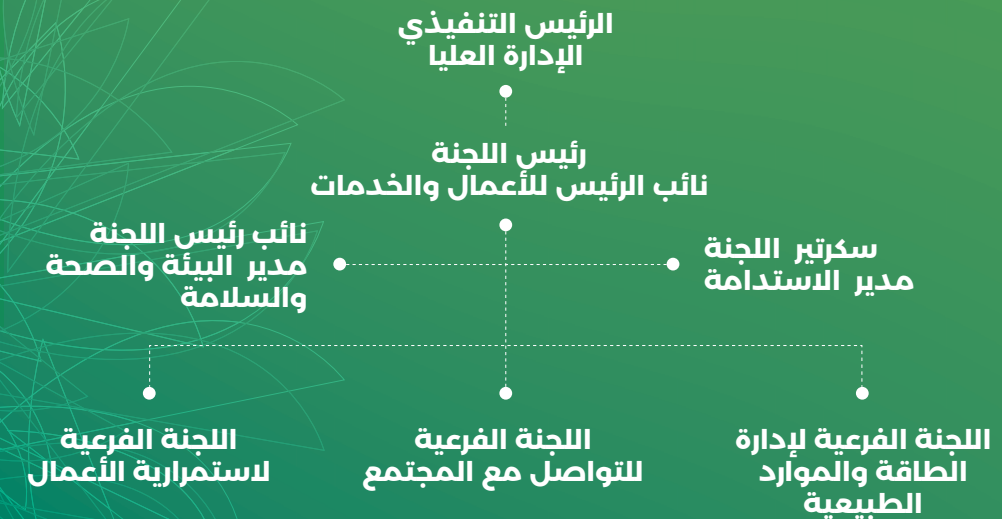 الرئيس التنفيذي
الإدارة العليا
رئيس اللجنة
نائب الرئيس للأعمال والخدمات
سكرتير اللجنة
مدير الاستدامة
نائب رئيس اللجنة
مدير البيئة والصحة
والسلامة
اللجنة الفرعية لإدارة
الطاقة والموارد
الطبيعية
اللجنة الفرعية
للتواصل مع المجتمع
اللجنة الفرعية
لاستمرارية الأعمال